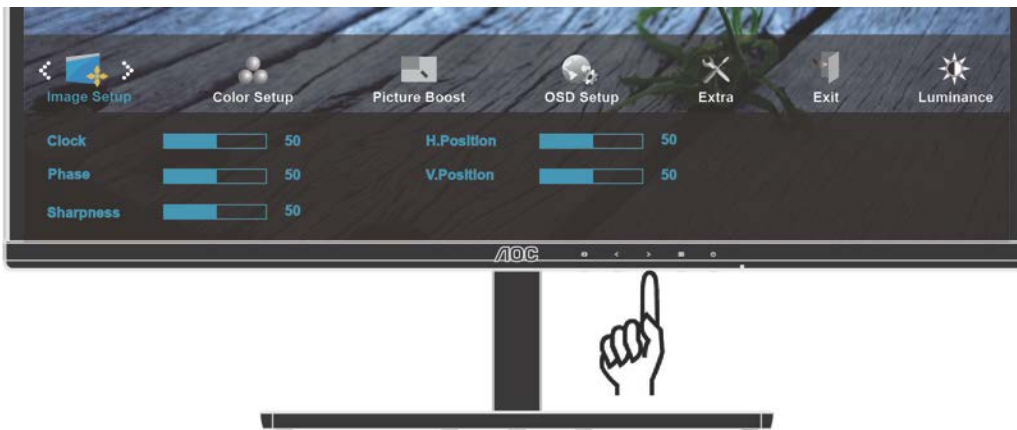 Image Setup Color Setup Picture Boost OSD Setup Extra Exit Luminance
Clock 50 H.Position 50
Phase 50 V.Position 50
Sharpness 50
AOC